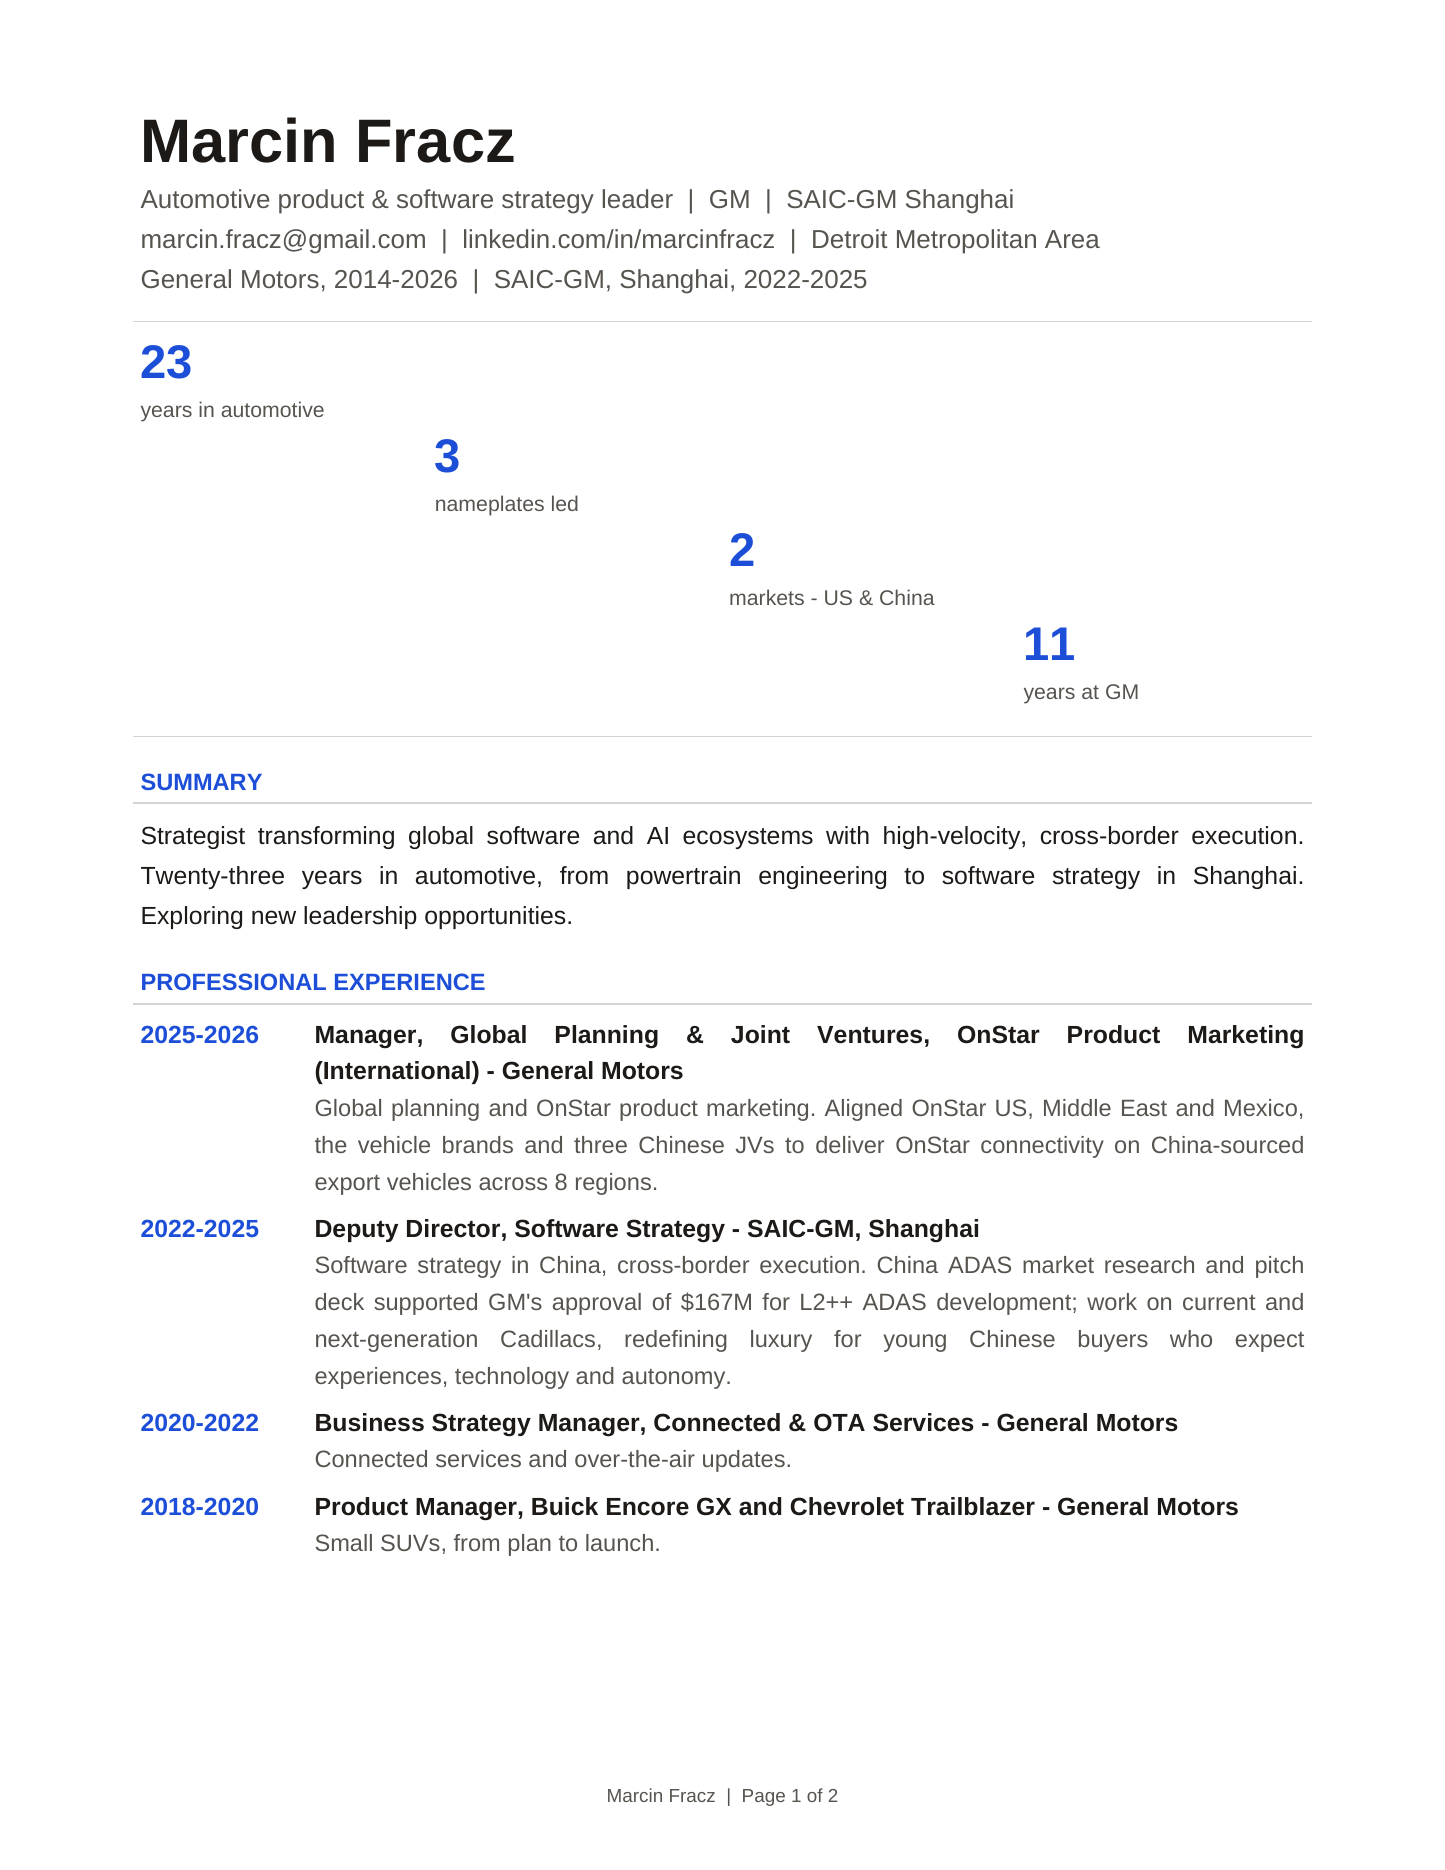 Marcin Fracz
Automotive product & software strategy leader | GM | SAIC-GM Shanghai
marcin.fracz@gmail.com | linkedin.com/in/marcinfracz | Detroit Metropolitan Area
General Motors, 2014-2026 | SAIC-GM, Shanghai, 2022-2025
23
years in automotive
3
nameplates led
2
markets - US & China
11
years at GM
SUMMARY
Strategist transforming global software and AI ecosystems with high-velocity, cross-border execution.
Twenty-three years in automotive, from powertrain engineering to software strategy in Shanghai.
Exploring new leadership opportunities.
PROFESSIONAL EXPERIENCE
2025-2026 Manager, Global Planning & Joint Ventures, OnStar Product Marketing
(International) - General Motors
Global planning and OnStar product marketing. Aligned OnStar US, Middle East and Mexico,
the vehicle brands and three Chinese JVs to deliver OnStar connectivity on China-sourced
export vehicles across 8 regions.
2022-2025 Deputy Director, Software Strategy - SAIC-GM, Shanghai
Software strategy in China, cross-border execution. China ADAS market research and pitch
deck supported GM's approval of $167M for L2++ ADAS development; work on current and
next-generation Cadillacs, redefining luxury for young Chinese buyers who expect
experiences, technology and autonomy.
2020-2022 Business Strategy Manager, Connected & OTA Services - General Motors
Connected services and over-the-air updates.
2018-2020 Product Manager, Buick Encore GX and Chevrolet Trailblazer - General Motors
Small SUVs, from plan to launch.
Marcin Fracz | Page 1 of 2